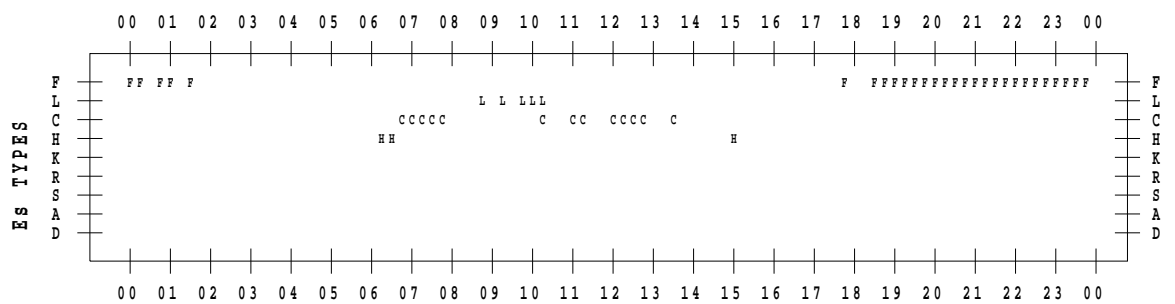 00 01 02 03 04 05 06 07 08 09 10 11 12 13 14 15 16 17 18 19 20 21 22 23 00
F FF FF F F FFFFFFFFFFFFFFFFFFFFFF F
L L L LLL L
C CCCCC C CC CCCC C C
H HH H H
K K
R R
S S
A A
D D
Es TYPES
00 01 02 03 04 05 06 07 08 09 10 11 12 13 14 15 16 17 18 19 20 21 22 23 00